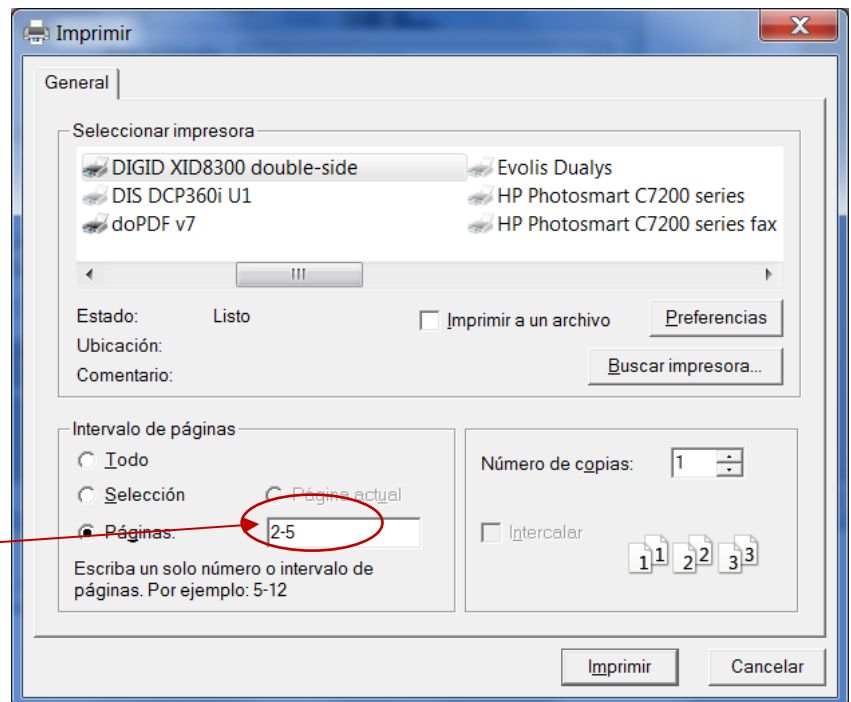 Imprimir
General
Seleccionar impresora
DIGID XID8300 double-side
DIS DCP360i U1
doPDF v7
Evolis Dualys
HP Photosmart C7200 series
HP Photosmart C7200 series fax
Estado: Listo
Ubicación:
Comentario:
Imprimir a un archivo
Preferencias
Buscar impresora...
Intervalo de páginas
Todo
Selección
Página actual
Páginas: 2-5
Escriba un solo número o intervalo de
páginas. Por ejemplo: 5-12
Número de copias: 1
Intercalar
1 1 2 2 3 3
Imprimir
Cancelar